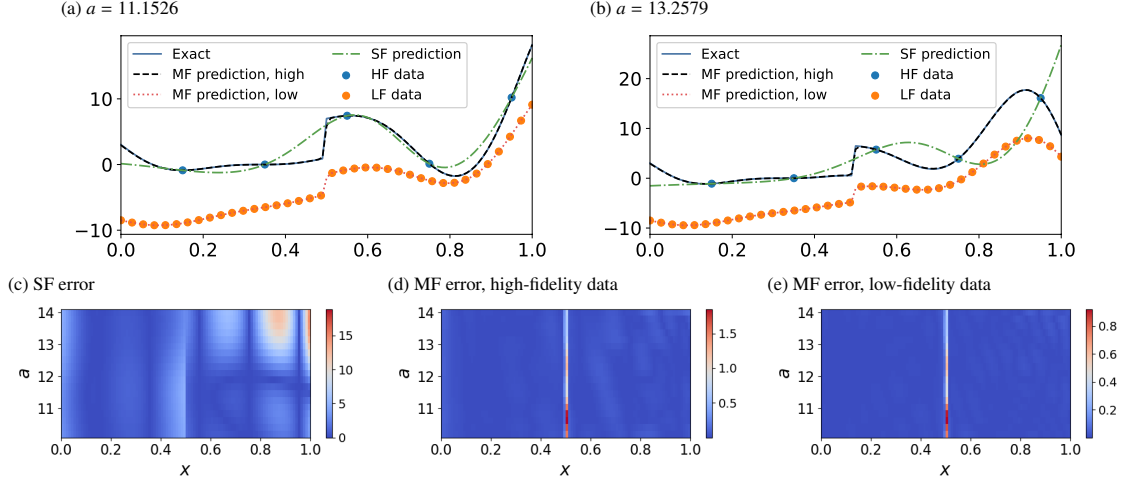 (a) a = 11.1526
(b) a = 13.2579
Exact
MF prediction, high
MF prediction, low
SF prediction
HF data
LF data
10
0
−10
0.0 0.2 0.4 0.6 0.8 1.0
Exact
MF prediction, high
MF prediction, low
SF prediction
HF data
LF data
20
10
0
−10
0.0 0.2 0.4 0.6 0.8 1.0
(c) SF error
(d) MF error, high-fidelity data
(e) MF error, low-fidelity data
14
13
12
11
a
0.0 0.2 0.4 0.6 0.8 1.0
x
15
10
5
0
14
13
12
11
a
0.0 0.2 0.4 0.6 0.8 1.0
x
1.5
1.0
0.5
14
13
12
11
a
0.0 0.2 0.4 0.6 0.8 1.0
x
0.8
0.6
0.4
0.2